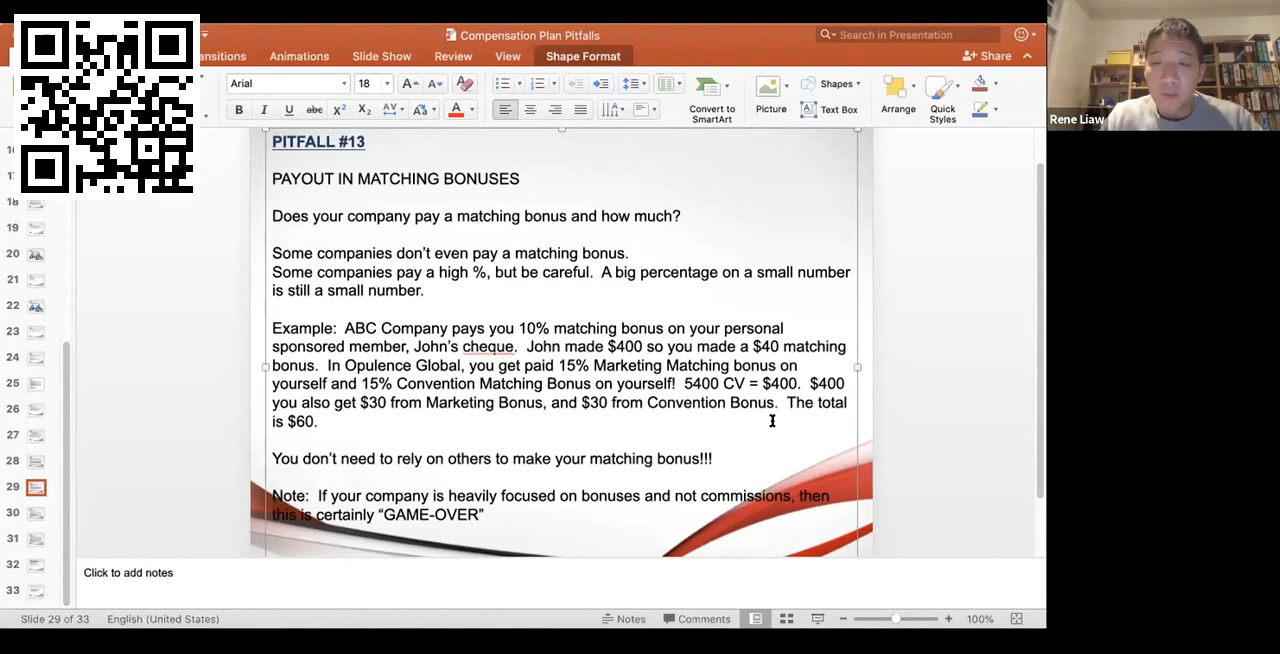 Compensation Plan Pitfalls
Search in Presentation
ansitions
Animations
Slide Show
Review
View
Shape Format
Share
Arial
18
Convert to
SmartArt
Picture
Shapes
Text Box
Arrange
Quick
Styles
Rene Liaw
PITFALL #13
PAYOUT IN MATCHING BONUSES
Does your company pay a matching bonus and how much?
Some companies don't even pay a matching bonus.
Some companies pay a high %, but be careful.  A big percentage on a small number
is still a small number.
Example:  ABC Company pays you 10% matching bonus on your personal
sponsored member, John's cheque.  John made $400 so you made a $40 matching
bonus.  In Opulence Global, you get paid 15% Marketing Matching bonus on
yourself and 15% Convention Matching Bonus on yourself!  5400 CV = $400.  $400
you also get $30 from Marketing Bonus, and $30 from Convention Bonus.  The total
is $60.
You don't need to rely on others to make your matching bonus!!!
Note:  If your company is heavily focused on bonuses and not commissions, then
this is certainly “GAME-OVER”
18
19
20
21
22
23
24
25
26
27
28
29
30
31
32
33
Click to add notes
Slide 29 of 33
English (United States)
Notes
Comments
100%